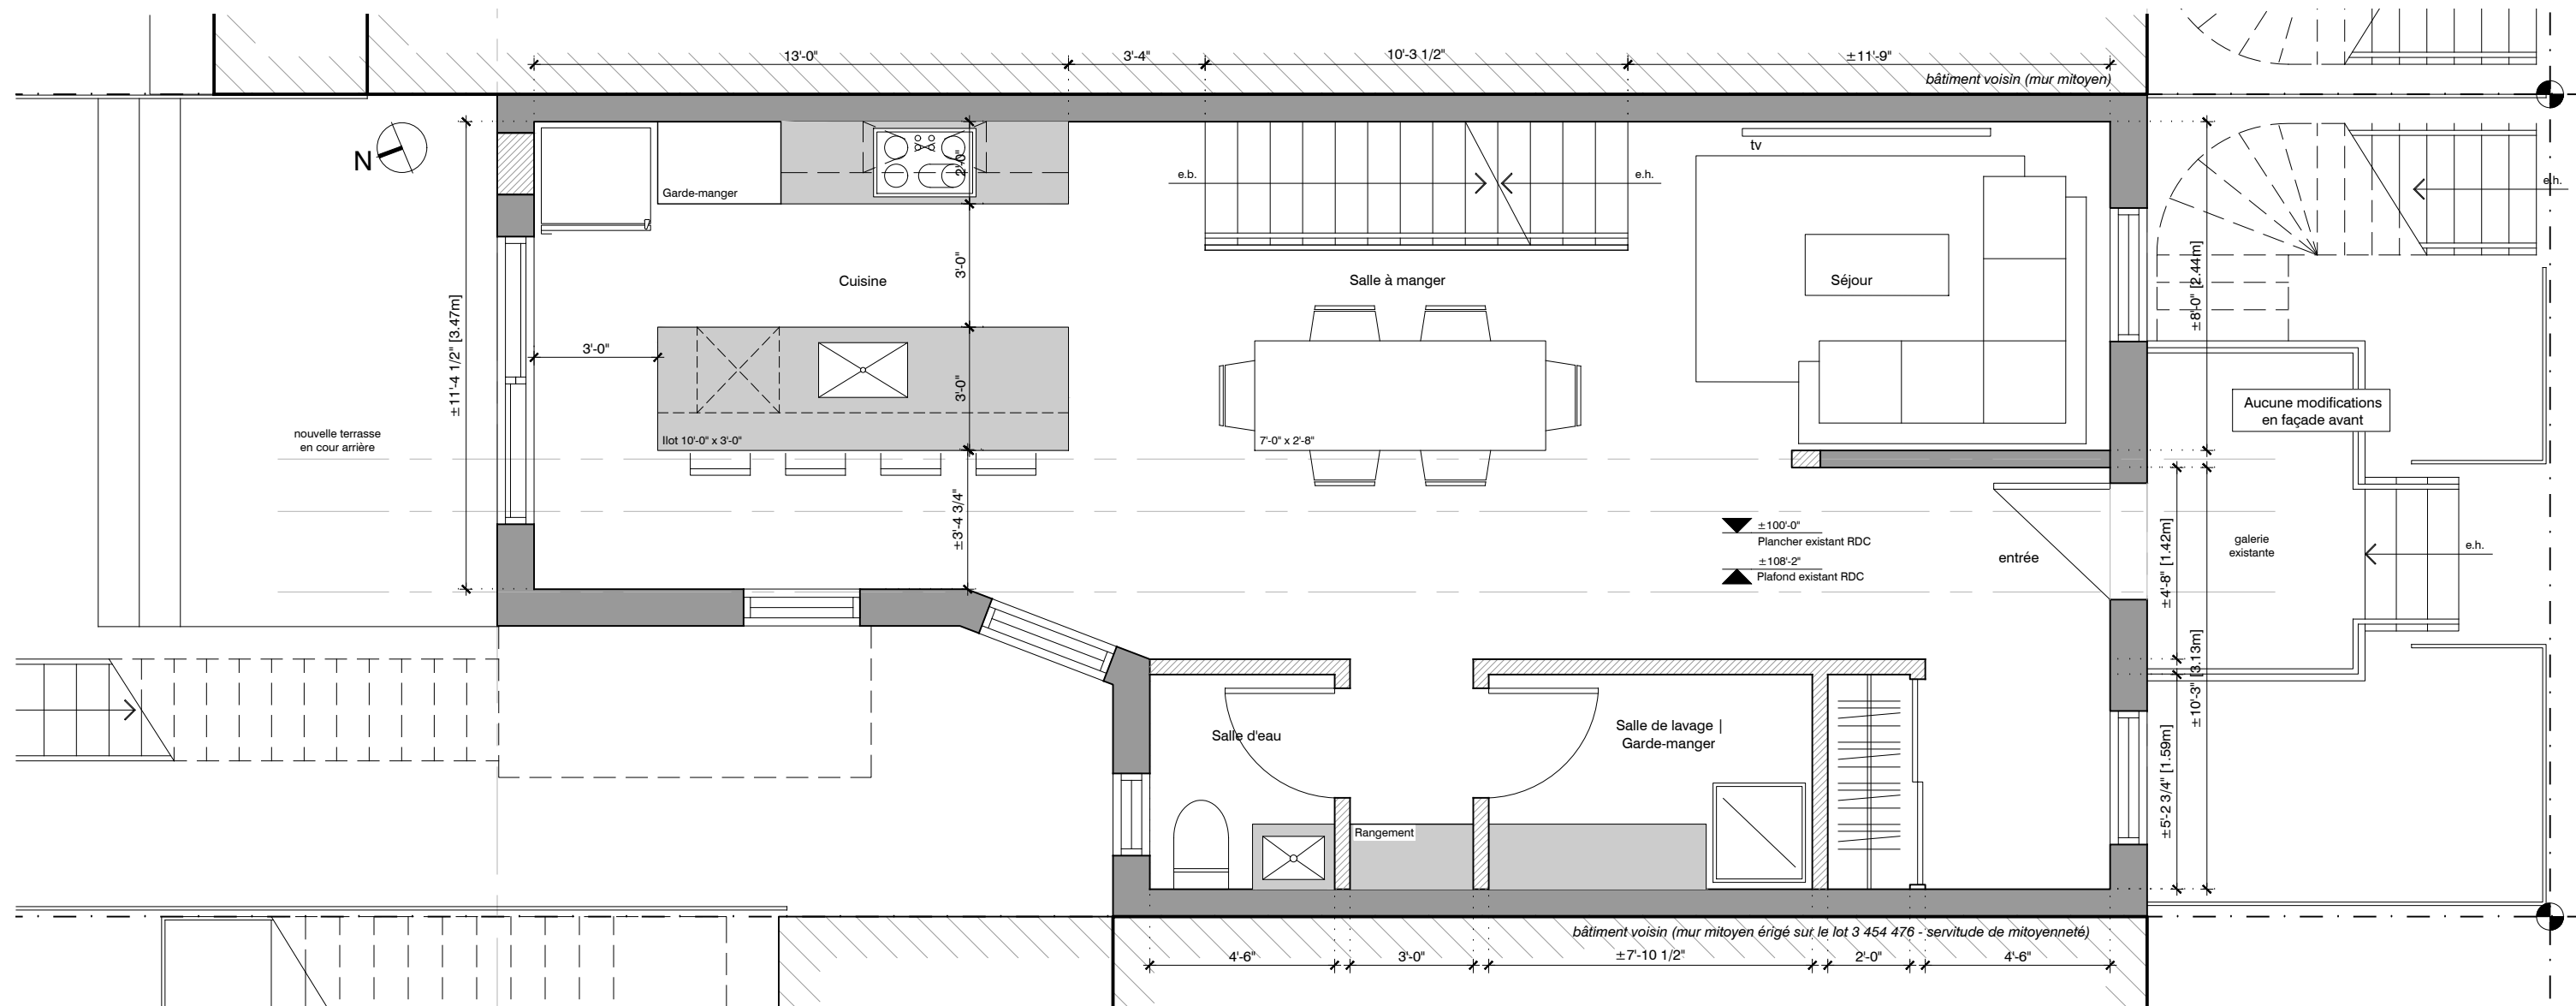 13'-0"
3'-4"
10'-3 1/2"
±11'-9"
bâtiment voisin (mur mitoyen)
N
Garde-manger
2'-0"
e.b.
e.h.
tv
e.h.
Cuisine
3'-0"
Salle à manger
Séjour
±8'-0" [2.44m]
±11'-4 1/2" [3.47m]
3'-0"
3'-0"
Ilot 10'-0" x 3'-0"
7'-0" x 2'-8"
Aucune modifications
en façade avant
nouvelle terrasse
en cour arrière
±3'-4 3/4"
±100'-0"
Plancher existant RDC
±108'-2"
Plafond existant RDC
entrée
±4'-8" [1.42m]
galerie
existante
e.h.
±10'-3" [3.13m]
Salle d'eau
Salle de lavage |
Garde-manger
±5'-2 3/4" [1.59m]
Rangement
bâtiment voisin (mur mitoyen érigé sur le lot 3 454 476 - servitude de mitoyenneté)
4'-6"
3'-0"
±7'-10 1/2"
2'-0"
4'-6"